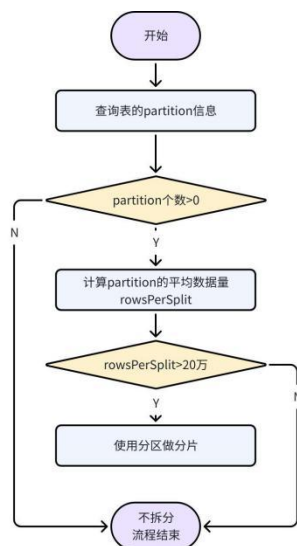 开始
查询表的partition信息
partition个数>0
N
Y
计算partition的平均数据量
rowsPerSplit
rowsPerSplit>20万
N
Y
使用分区做分片
不拆分
流程结束